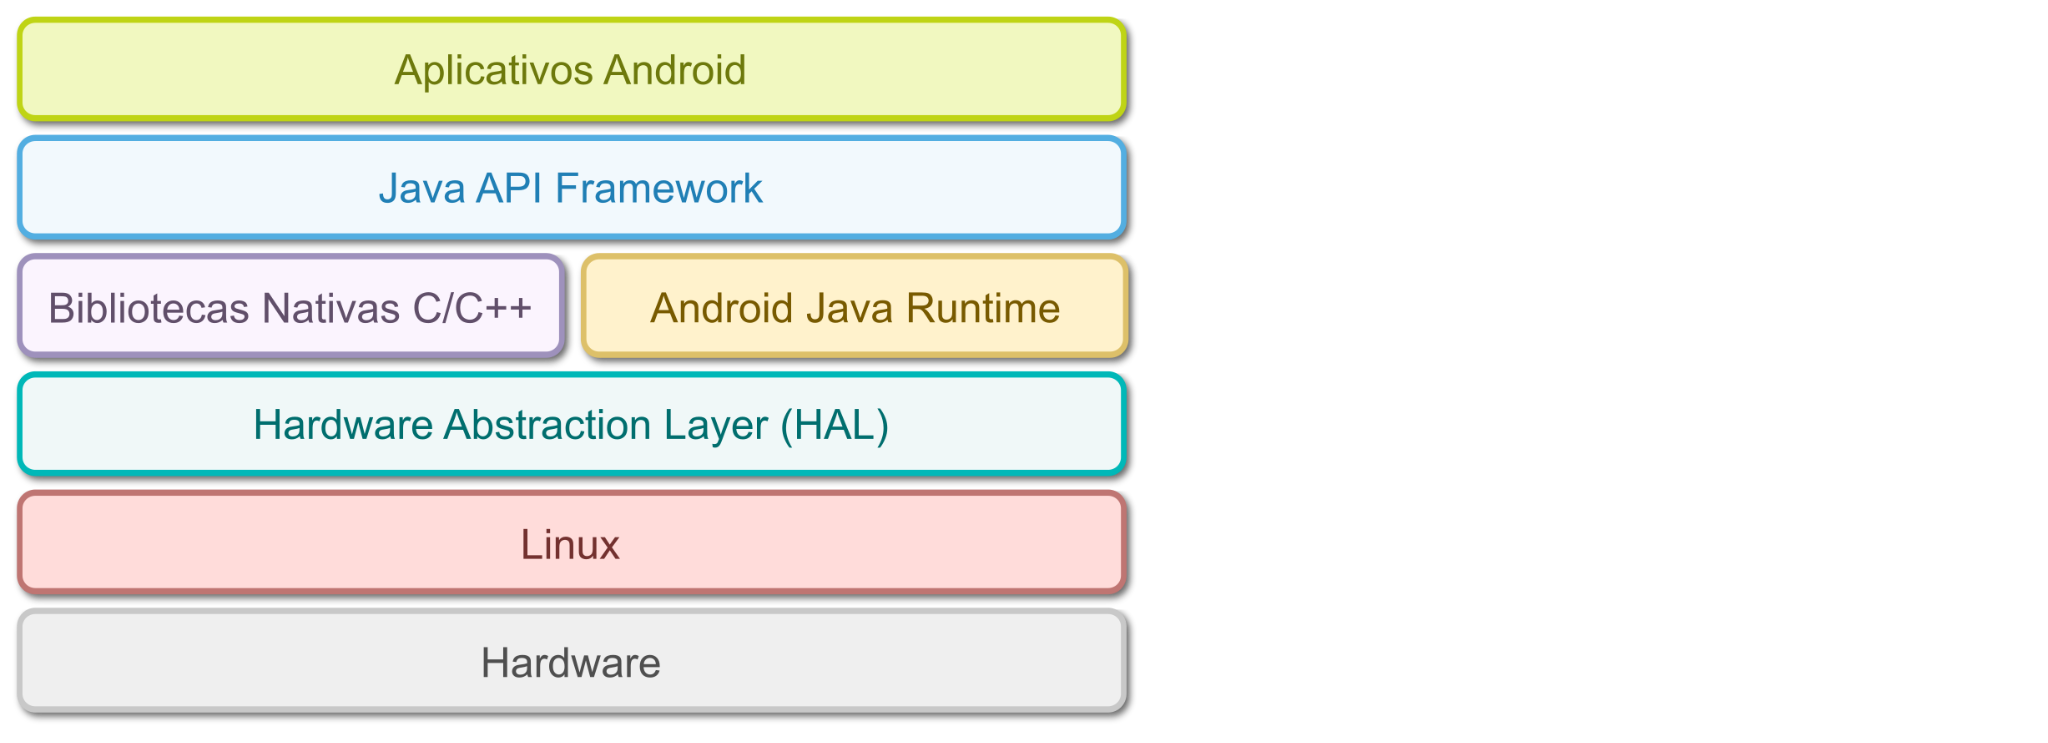 Aplicativos Android
Java API Framework
Bibliotecas Nativas C/C++
Android Java Runtime
Hardware Abstraction Layer (HAL)
Linux
Hardware